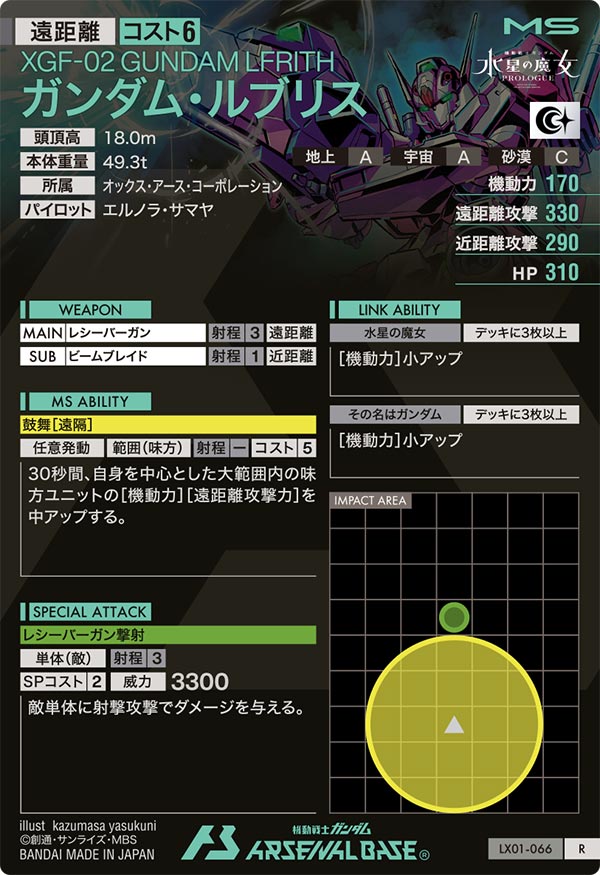 遠距離 コスト6
MS
XGF-02 GUNDAM LFRITH
ガンダム・ルブリス
機動戦士ガンダム
水星の魔女
PROLOGUE
頭頂高 18.0m
本体重量 49.3t
所属 オックス・アース・コーポレーション
パイロット エルノラ・サマヤ
地上 A 宇宙 A 砂漠 C
機動力 170
遠距離攻撃 330
近距離攻撃 290
HP 310
WEAPON
MAIN レシーバーガン 射程 3 遠距離
SUB ビームブレイド 射程 1 近距離
MS ABILITY
鼓舞[遠隔]
任意発動 範囲(味方) 射程 ー コスト 5
30秒間、自身を中心とした大範囲内の味
方ユニットの[機動力][遠距離攻撃力]を
中アップする。
SPECIAL ATTACK
レシーバーガン撃射
単体(敵) 射程 3
SPコスト 2 威力 3300
敵単体に射撃攻撃でダメージを与える。
LINK ABILITY
水星の魔女 デッキに3枚以上
[機動力]小アップ
その名はガンダム デッキに3枚以上
[機動力]小アップ
IMPACT AREA
illust kazumasa yasukuni
©創通・サンライズ・MBS
BANDAI MADE IN JAPAN
機動戦士ガンダム
ARSENAL BASE®
LX01-066 R